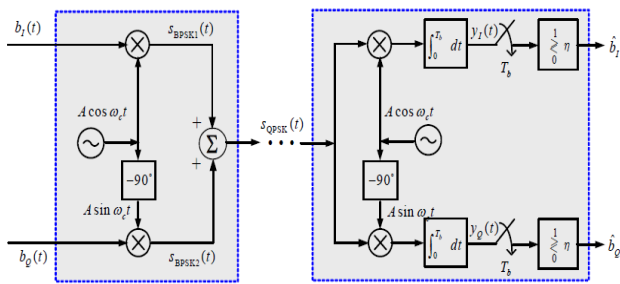 b_I(t)
s_BPSK1(t)
A cos ω_c t
−90°
A sin ω_c t
b_Q(t)
s_BPSK2(t)
+
+
Σ
s_QPSK(t)
∫_0^{T_b} dt
y_I(t)
T_b
1
≷ η
0
b̂_I
A cos ω_c t
−90°
A sin ω_c t
∫_0^{T_b} dt
y_Q(t)
T_b
1
≷ η
0
b̂_Q